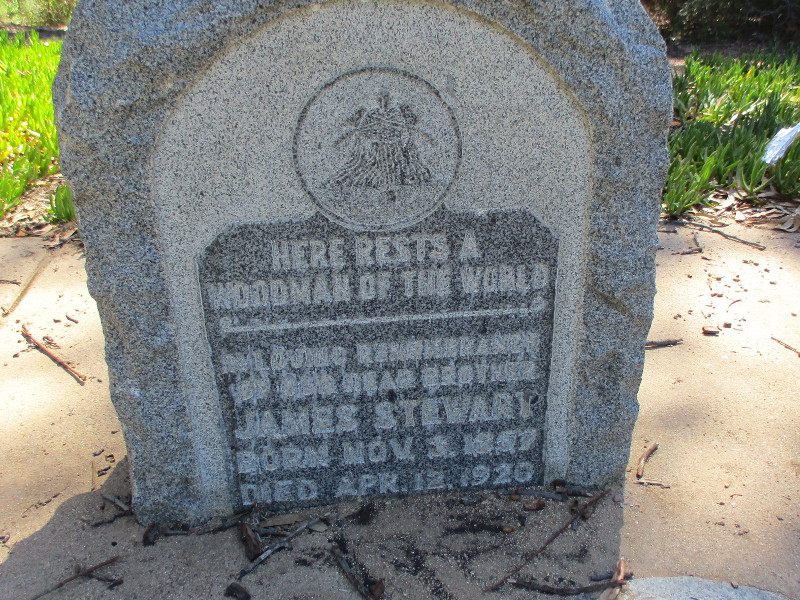 HERE RESTS A
WOODMAN OF THE WORLD
IN LOVING REMEMBRANCE
OF OUR DEAR BROTHER
JAMES STEWART
BORN NOV. 3, 1857
DIED APR. 12, 1920